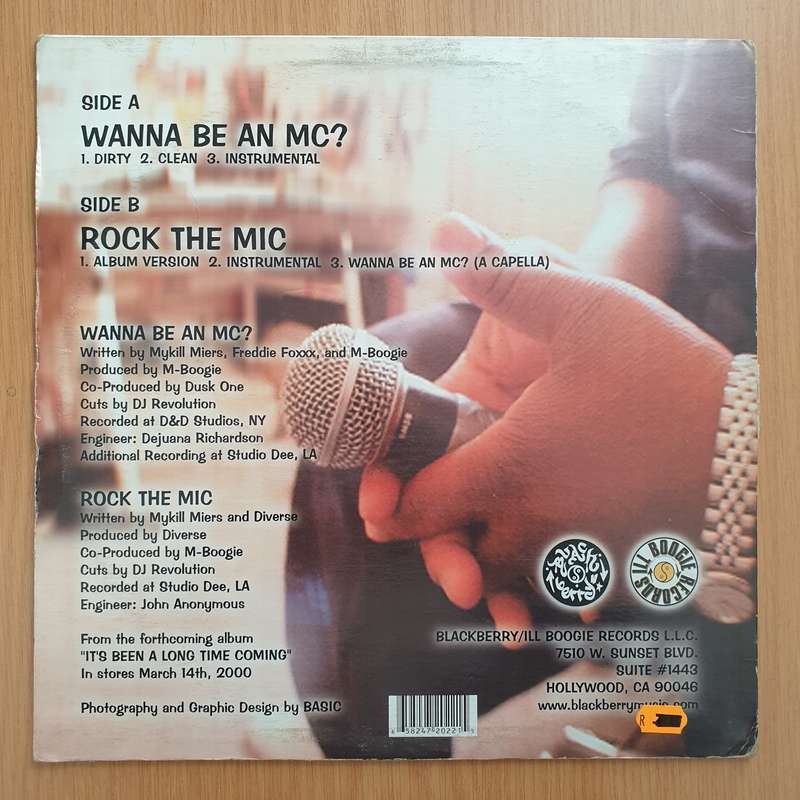 SIDE A
WANNA BE AN MC?
1. DIRTY 2. CLEAN 3. INSTRUMENTAL
SIDE B
ROCK THE MIC
1. ALBUM VERSION 2. INSTRUMENTAL 3. WANNA BE AN MC? (A CAPELLA)
WANNA BE AN MC?
Written by Mykill Miers, Freddie Foxxx, and M-Boogie
Produced by M-Boogie
Co-Produced by Dusk One
Cuts by DJ Revolution
Recorded at D&D Studios, NY
Engineer: Dejuana Richardson
Additional Recording at Studio Dee, LA
ROCK THE MIC
Written by Mykill Miers and Diverse
Produced by Diverse
Co-Produced by M-Boogie
Cuts by DJ Revolution
Recorded at Studio Dee, LA
Engineer: John Anonymous
From the forthcoming album
"IT'S BEEN A LONG TIME COMING"
In stores March 14th, 2000
Photography and Graphic Design by BASIC
BLACKBERRY
ILL BOOGIE RECORDS
BLACKBERRY/ILL BOOGIE RECORDS L.L.C.
7510 W. SUNSET BLVD.
SUITE #1443
HOLLYWOOD, CA 90046
www.blackberrymusic.com
R